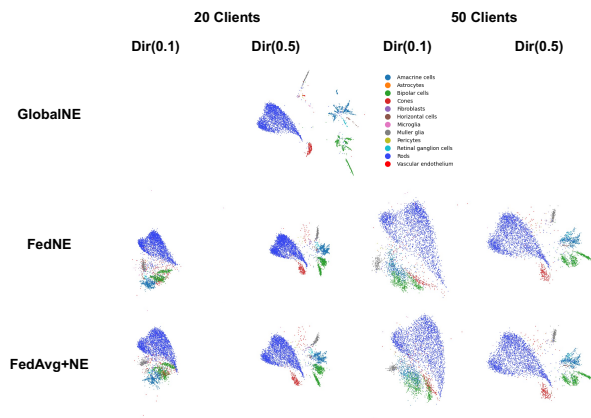 20 Clients 50 Clients
Dir(0.1) Dir(0.5) Dir(0.1) Dir(0.5)
GlobalNE
Amacrine cells
Astrocytes
Bipolar cells
Cones
Fibroblasts
Horizontal cells
Microglia
Muller glia
Pericytes
Retinal ganglion cells
Rods
Vascular endothelium
FedNE
FedAvg+NE